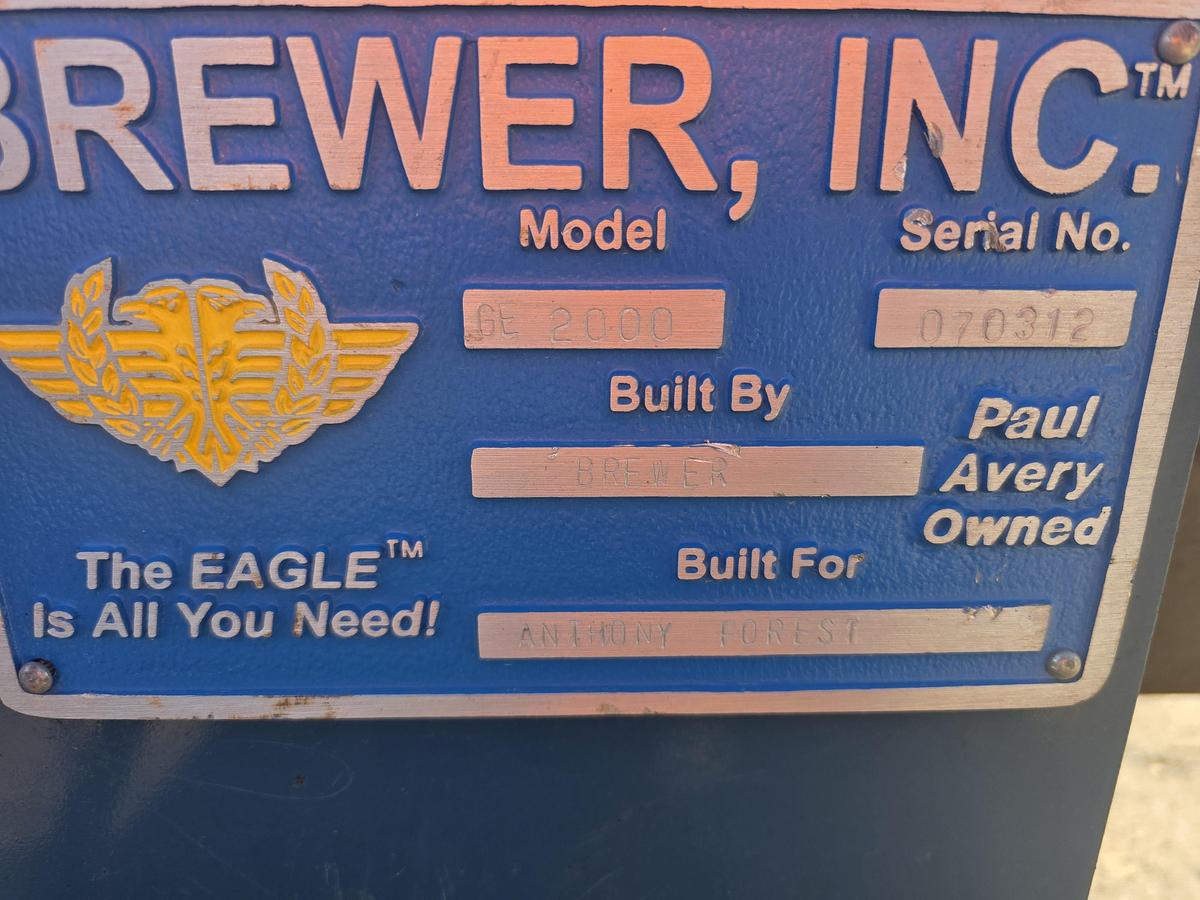 BREWER, INC.™
Model
Serial No.
GE 2000
070312
Built By
BREWER
Paul
Avery
Owned
The EAGLE™
Is All You Need!
Built For
ANTHONY FOREST